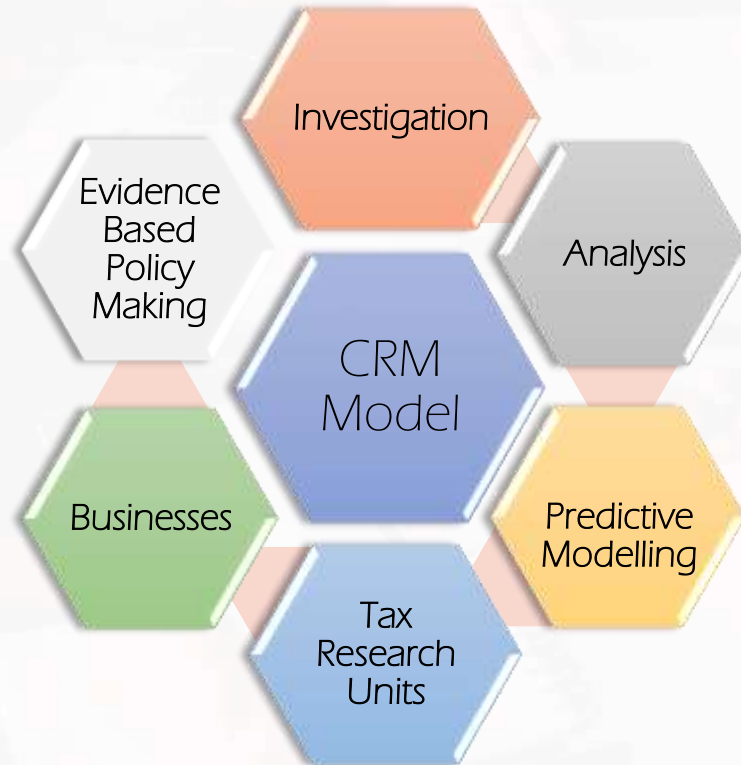 Investigation
Evidence
Based
Policy
Making
Analysis
CRM
Model
Businesses
Predictive
Modelling
Tax
Research
Units